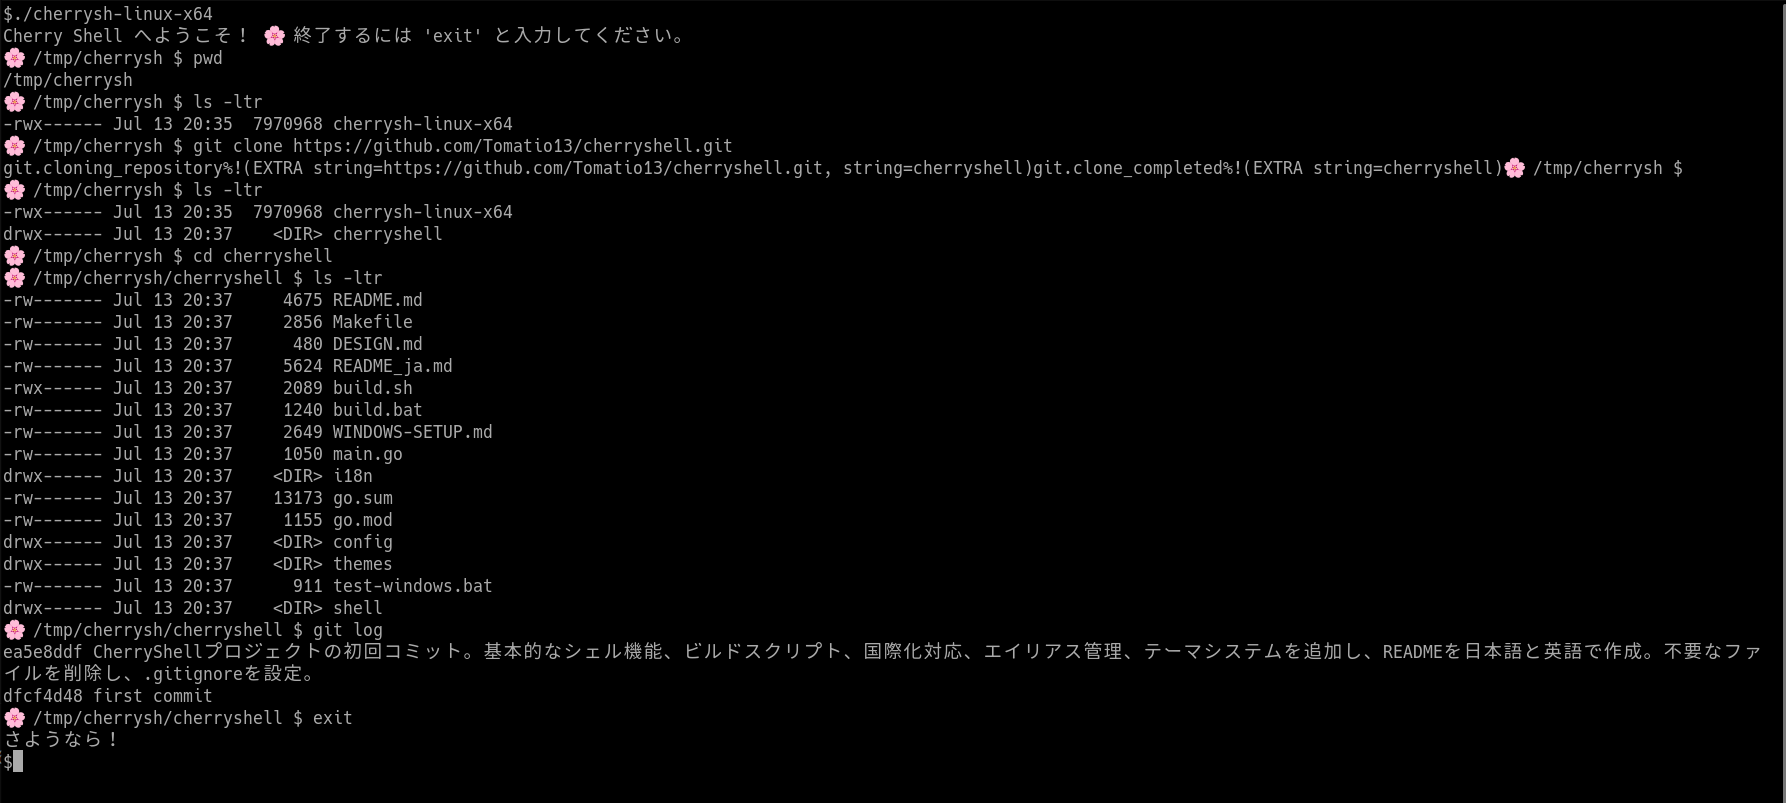 $./cherrysh-linux-x64
Cherry Shell へようこそ！ 🌸 終了するには 'exit' と入力してください。
🌸 /tmp/cherrysh $ pwd
/tmp/cherrysh
🌸 /tmp/cherrysh $ ls -ltr
-rwx------ Jul 13 20:35  7970968 cherrysh-linux-x64
🌸 /tmp/cherrysh $ git clone https://github.com/Tomatio13/cherryshell.git
git.cloning_repository%!(EXTRA string=https://github.com/Tomatio13/cherryshell.git, string=cherryshell)git.clone_completed%!(EXTRA string=cherryshell)🌸 /tmp/cherrysh $
🌸 /tmp/cherrysh $ ls -ltr
-rwx------ Jul 13 20:35  7970968 cherrysh-linux-x64
drwx------ Jul 13 20:37    <DIR> cherryshell
🌸 /tmp/cherrysh $ cd cherryshell
🌸 /tmp/cherrysh/cherryshell $ ls -ltr
-rw------- Jul 13 20:37     4675 README.md
-rw------- Jul 13 20:37     2856 Makefile
-rw------- Jul 13 20:37      480 DESIGN.md
-rw------- Jul 13 20:37     5624 README_ja.md
-rwx------ Jul 13 20:37     2089 build.sh
-rw------- Jul 13 20:37     1240 build.bat
-rw------- Jul 13 20:37     2649 WINDOWS-SETUP.md
-rw------- Jul 13 20:37     1050 main.go
drwx------ Jul 13 20:37    <DIR> i18n
-rw------- Jul 13 20:37    13173 go.sum
-rw------- Jul 13 20:37     1155 go.mod
drwx------ Jul 13 20:37    <DIR> config
drwx------ Jul 13 20:37    <DIR> themes
-rw------- Jul 13 20:37      911 test-windows.bat
drwx------ Jul 13 20:37    <DIR> shell
🌸 /tmp/cherrysh/cherryshell $ git log
ea5e8ddf CherryShellプロジェクトの初回コミット。基本的なシェル機能、ビルドスクリプト、国際化対応、エイリアス管理、テーマシステムを追加し、READMEを日本語と英語で作成。不要なファ
イルを削除し、.gitignoreを設定。
dfcf4d48 first commit
🌸 /tmp/cherrysh/cherryshell $ exit
さようなら！
$